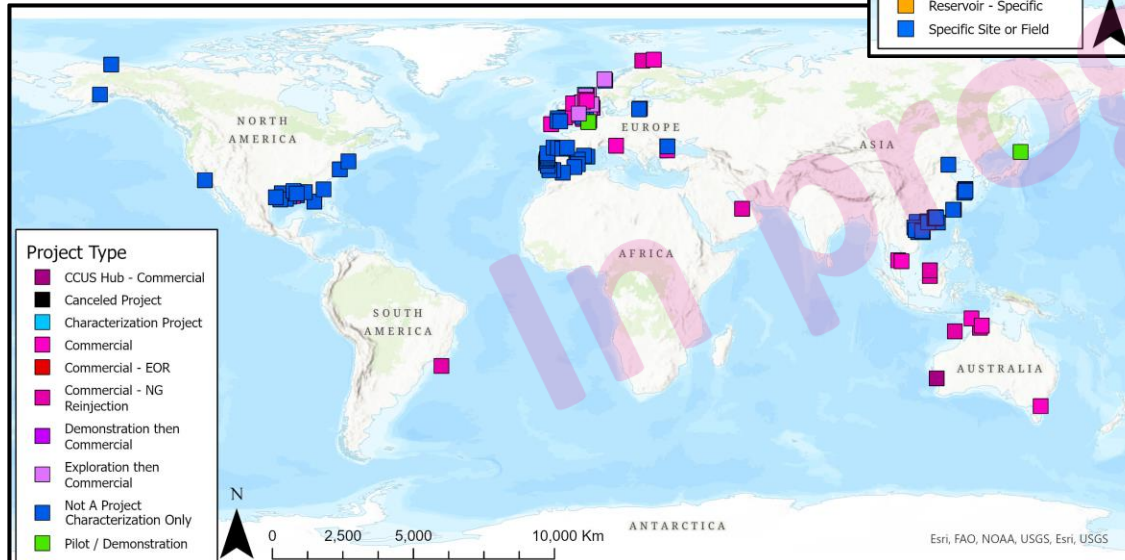 Reservoir - Specific
Specific Site or Field
NORTH
AMERICA
EUROPE
ASIA
AFRICA
SOUTH
AMERICA
AUSTRALIA
ANTARCTICA
In prog
Project Type
CCUS Hub - Commercial
Canceled Project
Characterization Project
Commercial
Commercial - EOR
Commercial - NG
Reinjection
Demonstration then
Commercial
Exploration then
Commercial
Not A Project
Characterization Only
Pilot / Demonstration
N
0 2,500 5,000 10,000 Km
Esri, FAO, NOAA, USGS, Esri, USGS